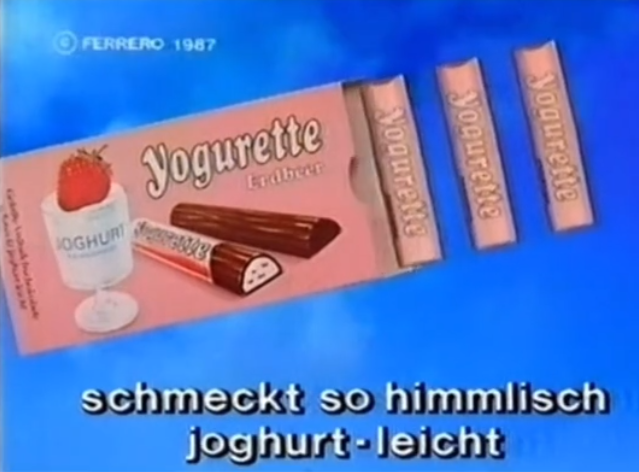 © FERRERO 1987
Yogurette
Erdbeer
JOGHURT
Yogurette
Yogurette
Yogurette
Yogurette
schmeckt so himmlisch
joghurt-leicht